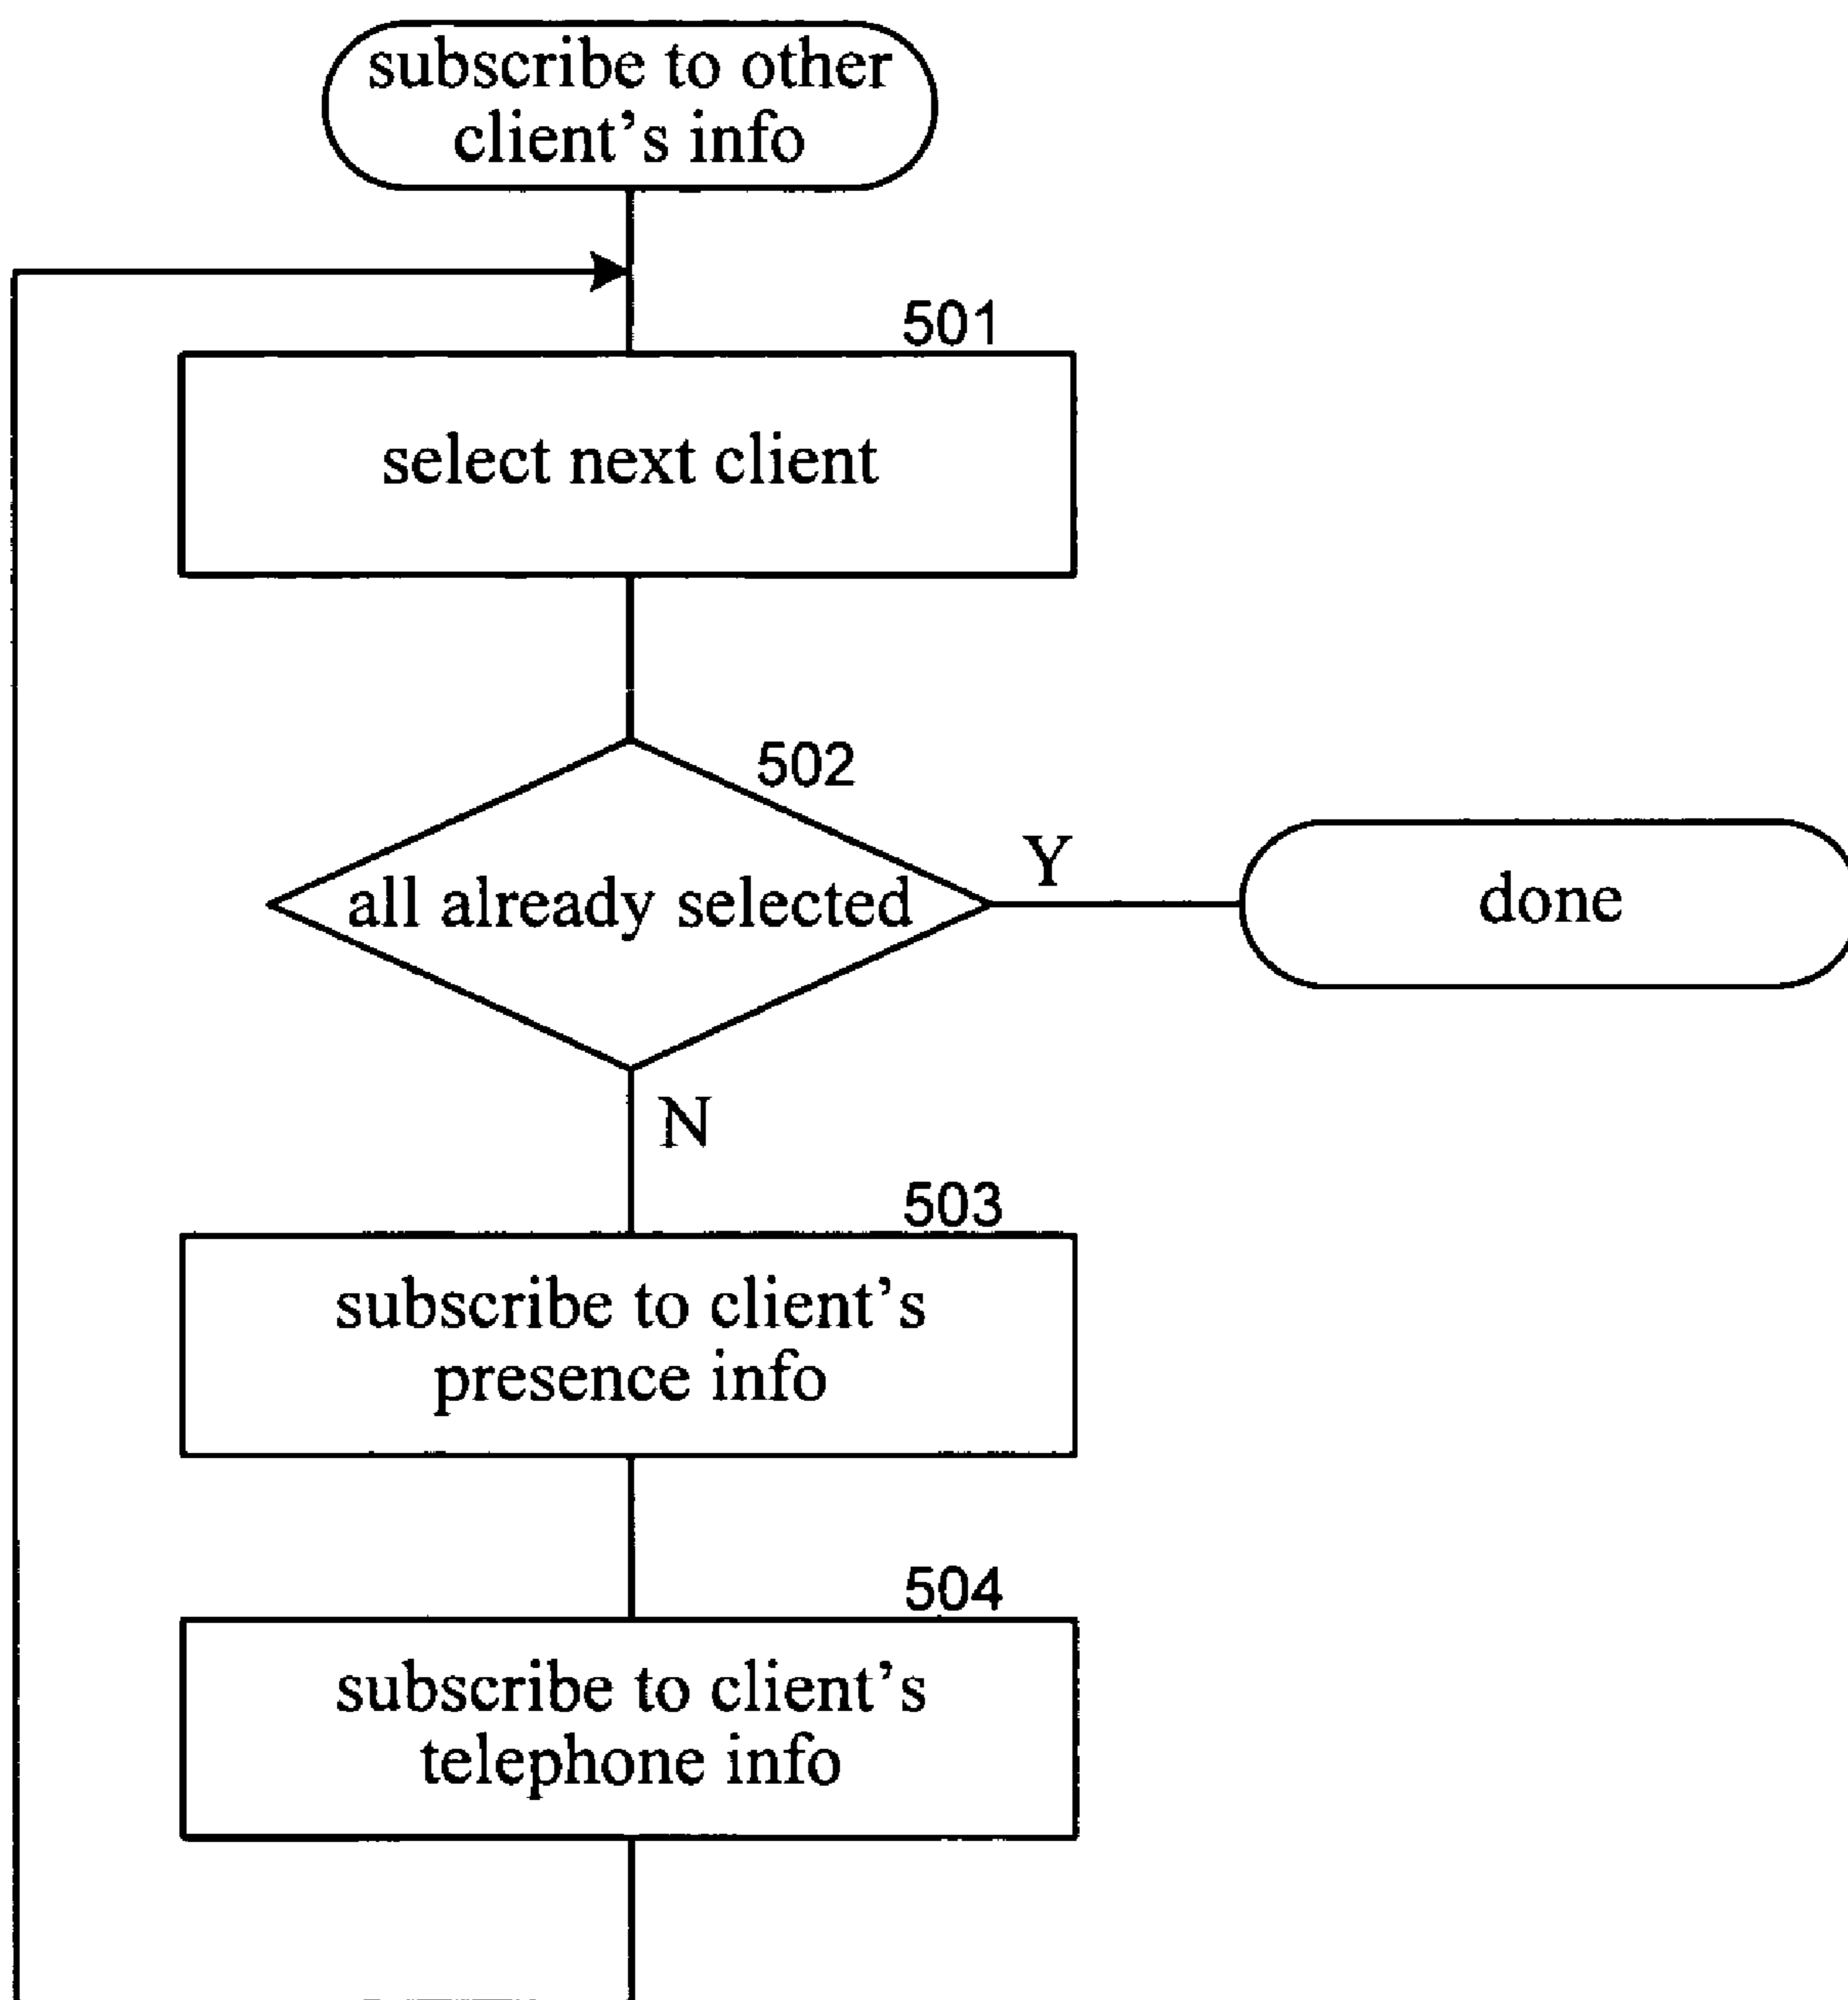 subscribe to other
client's info
501
select next client
502
all already selected
Y
done
N
503
subscribe to client's
presence info
504
subscribe to client's
telephone info